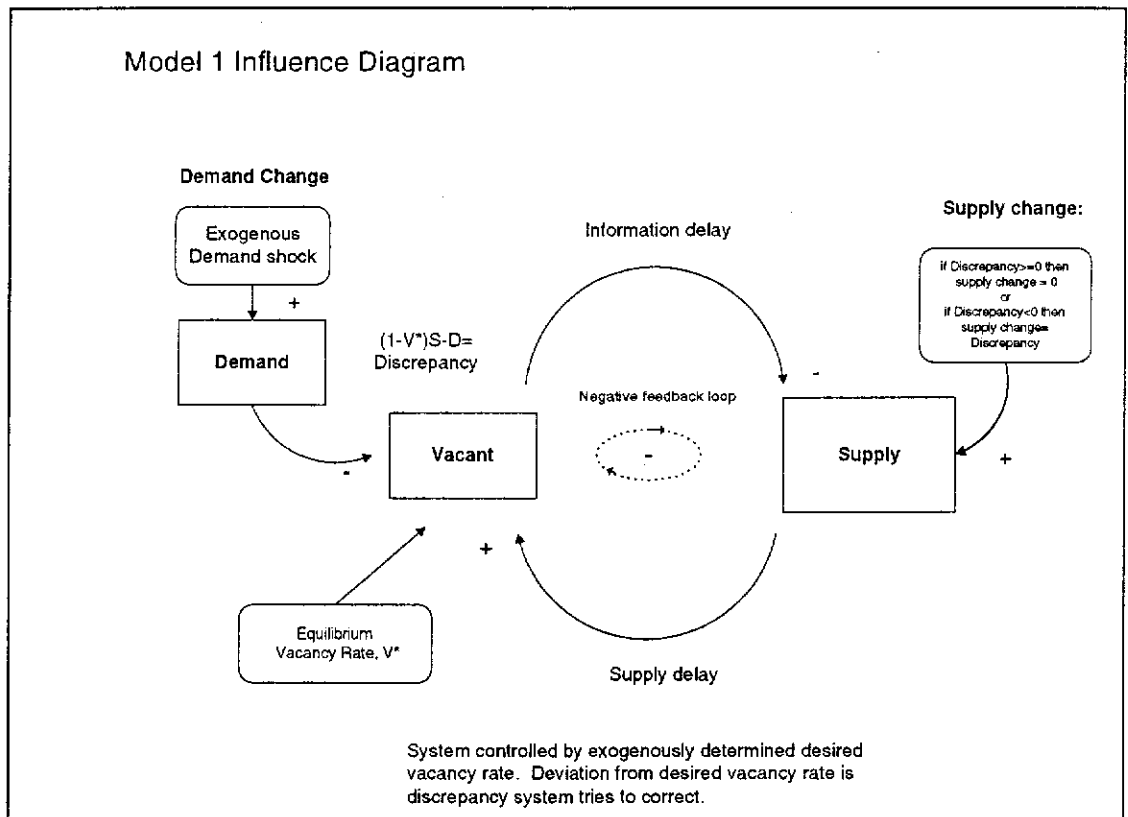 Model 1 Influence Diagram
Demand Change
Exogenous
Demand shock
+
Demand
-
(1-V*)S-D=
Discrepancy
Information delay
Supply change:
if Discrepancy>=0 then
supply change = 0
or
if Discrepancy<0 then
supply change=
Discrepancy
Negative feedback loop
-
Vacant
-
Supply
+
+
Equilibrium
Vacancy Rate, V*
Supply delay
System controlled by exogenously determined desired
vacancy rate. Deviation from desired vacancy rate is
discrepancy system tries to correct.